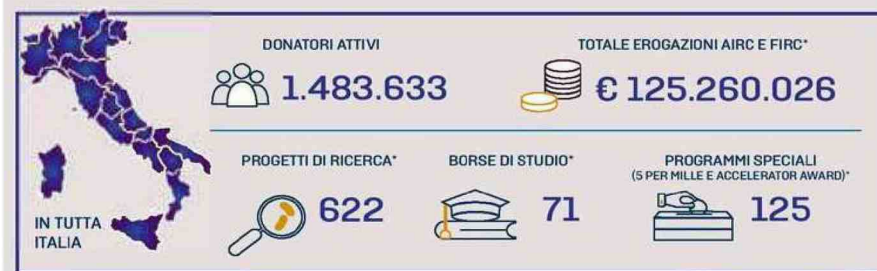 DONATORI ATTIVI
1.483.633
TOTALE EROGAZIONI AIRC E FIRC*
€ 125.260.026
PROGETTI DI RICERCA*
622
BORSE DI STUDIO*
71
PROGRAMMI SPECIALI
(5 PER MILLE E ACCELERATOR AWARD)*
125
IN TUTTA
ITALIA